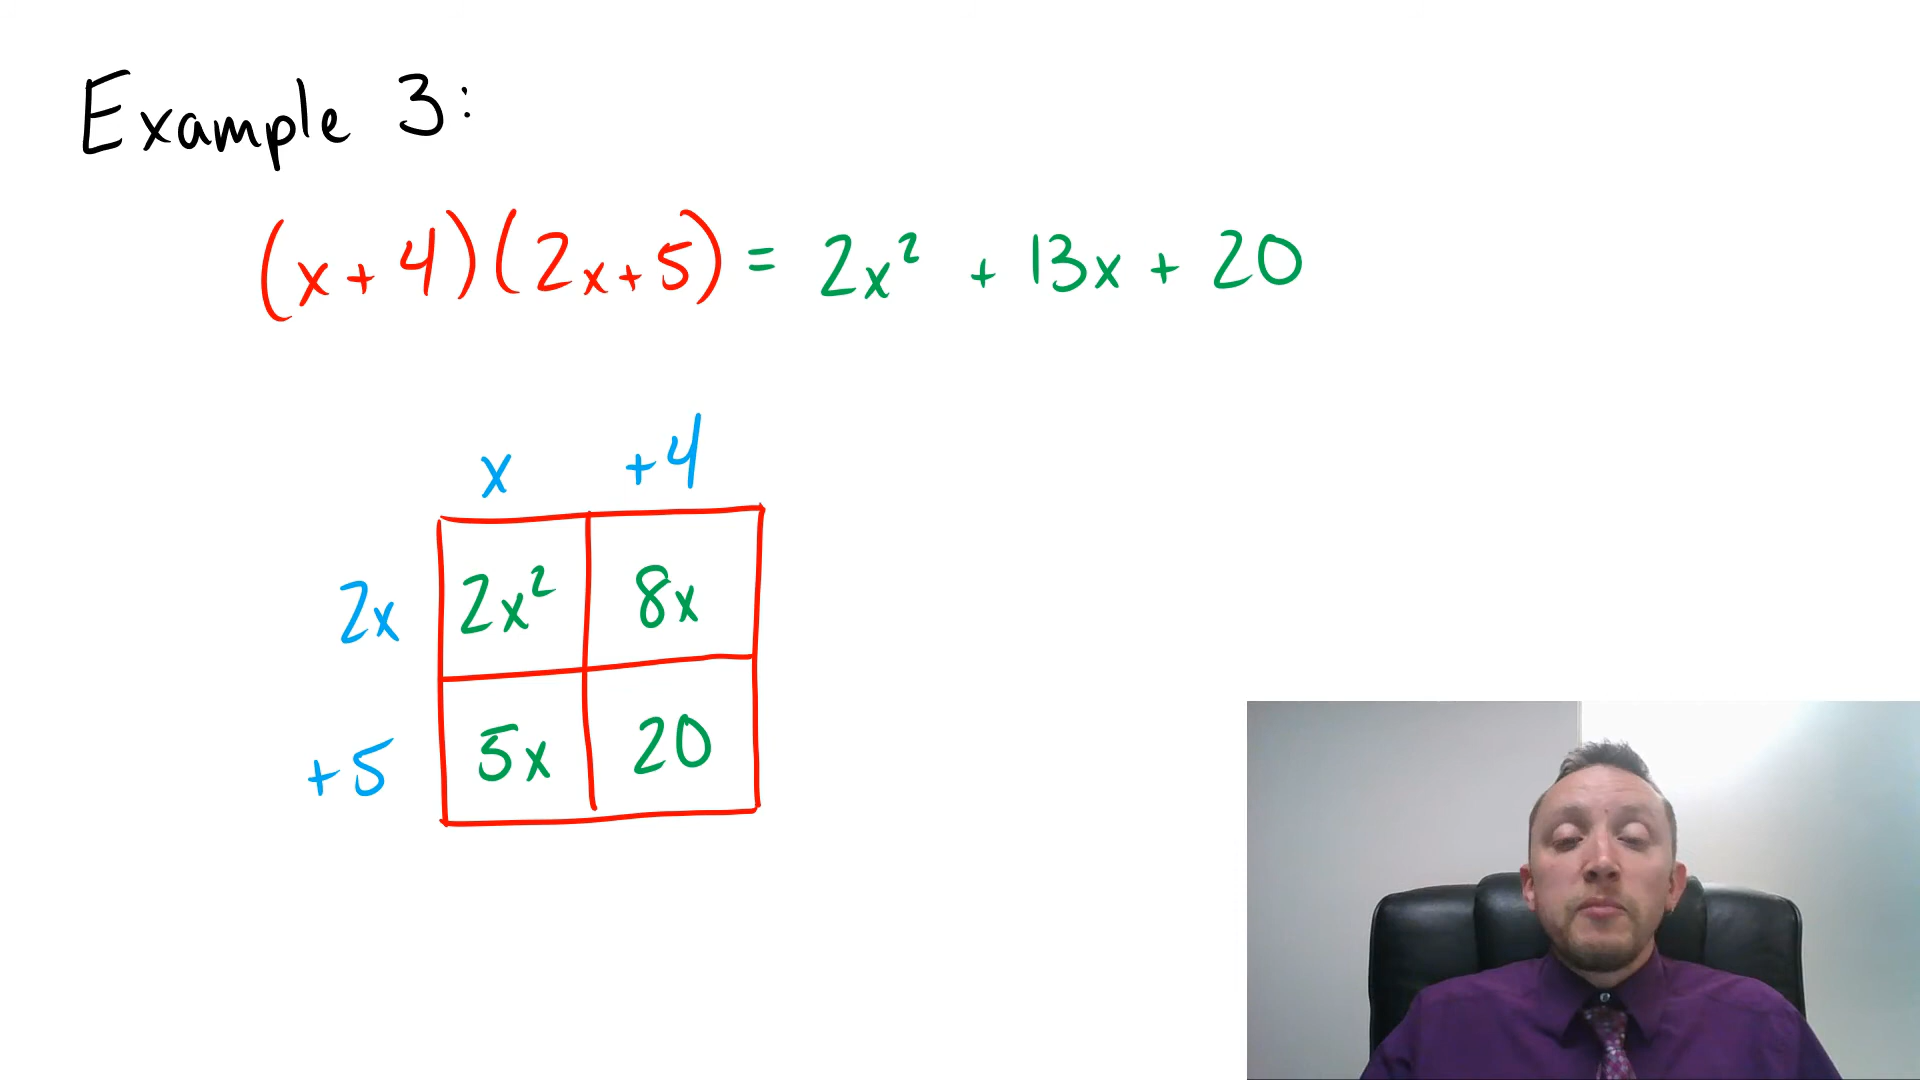 Example 3:
(x+4)(2x+5) = 2x² + 13x + 20
x +4
2x 2x² 8x
+5 5x 20